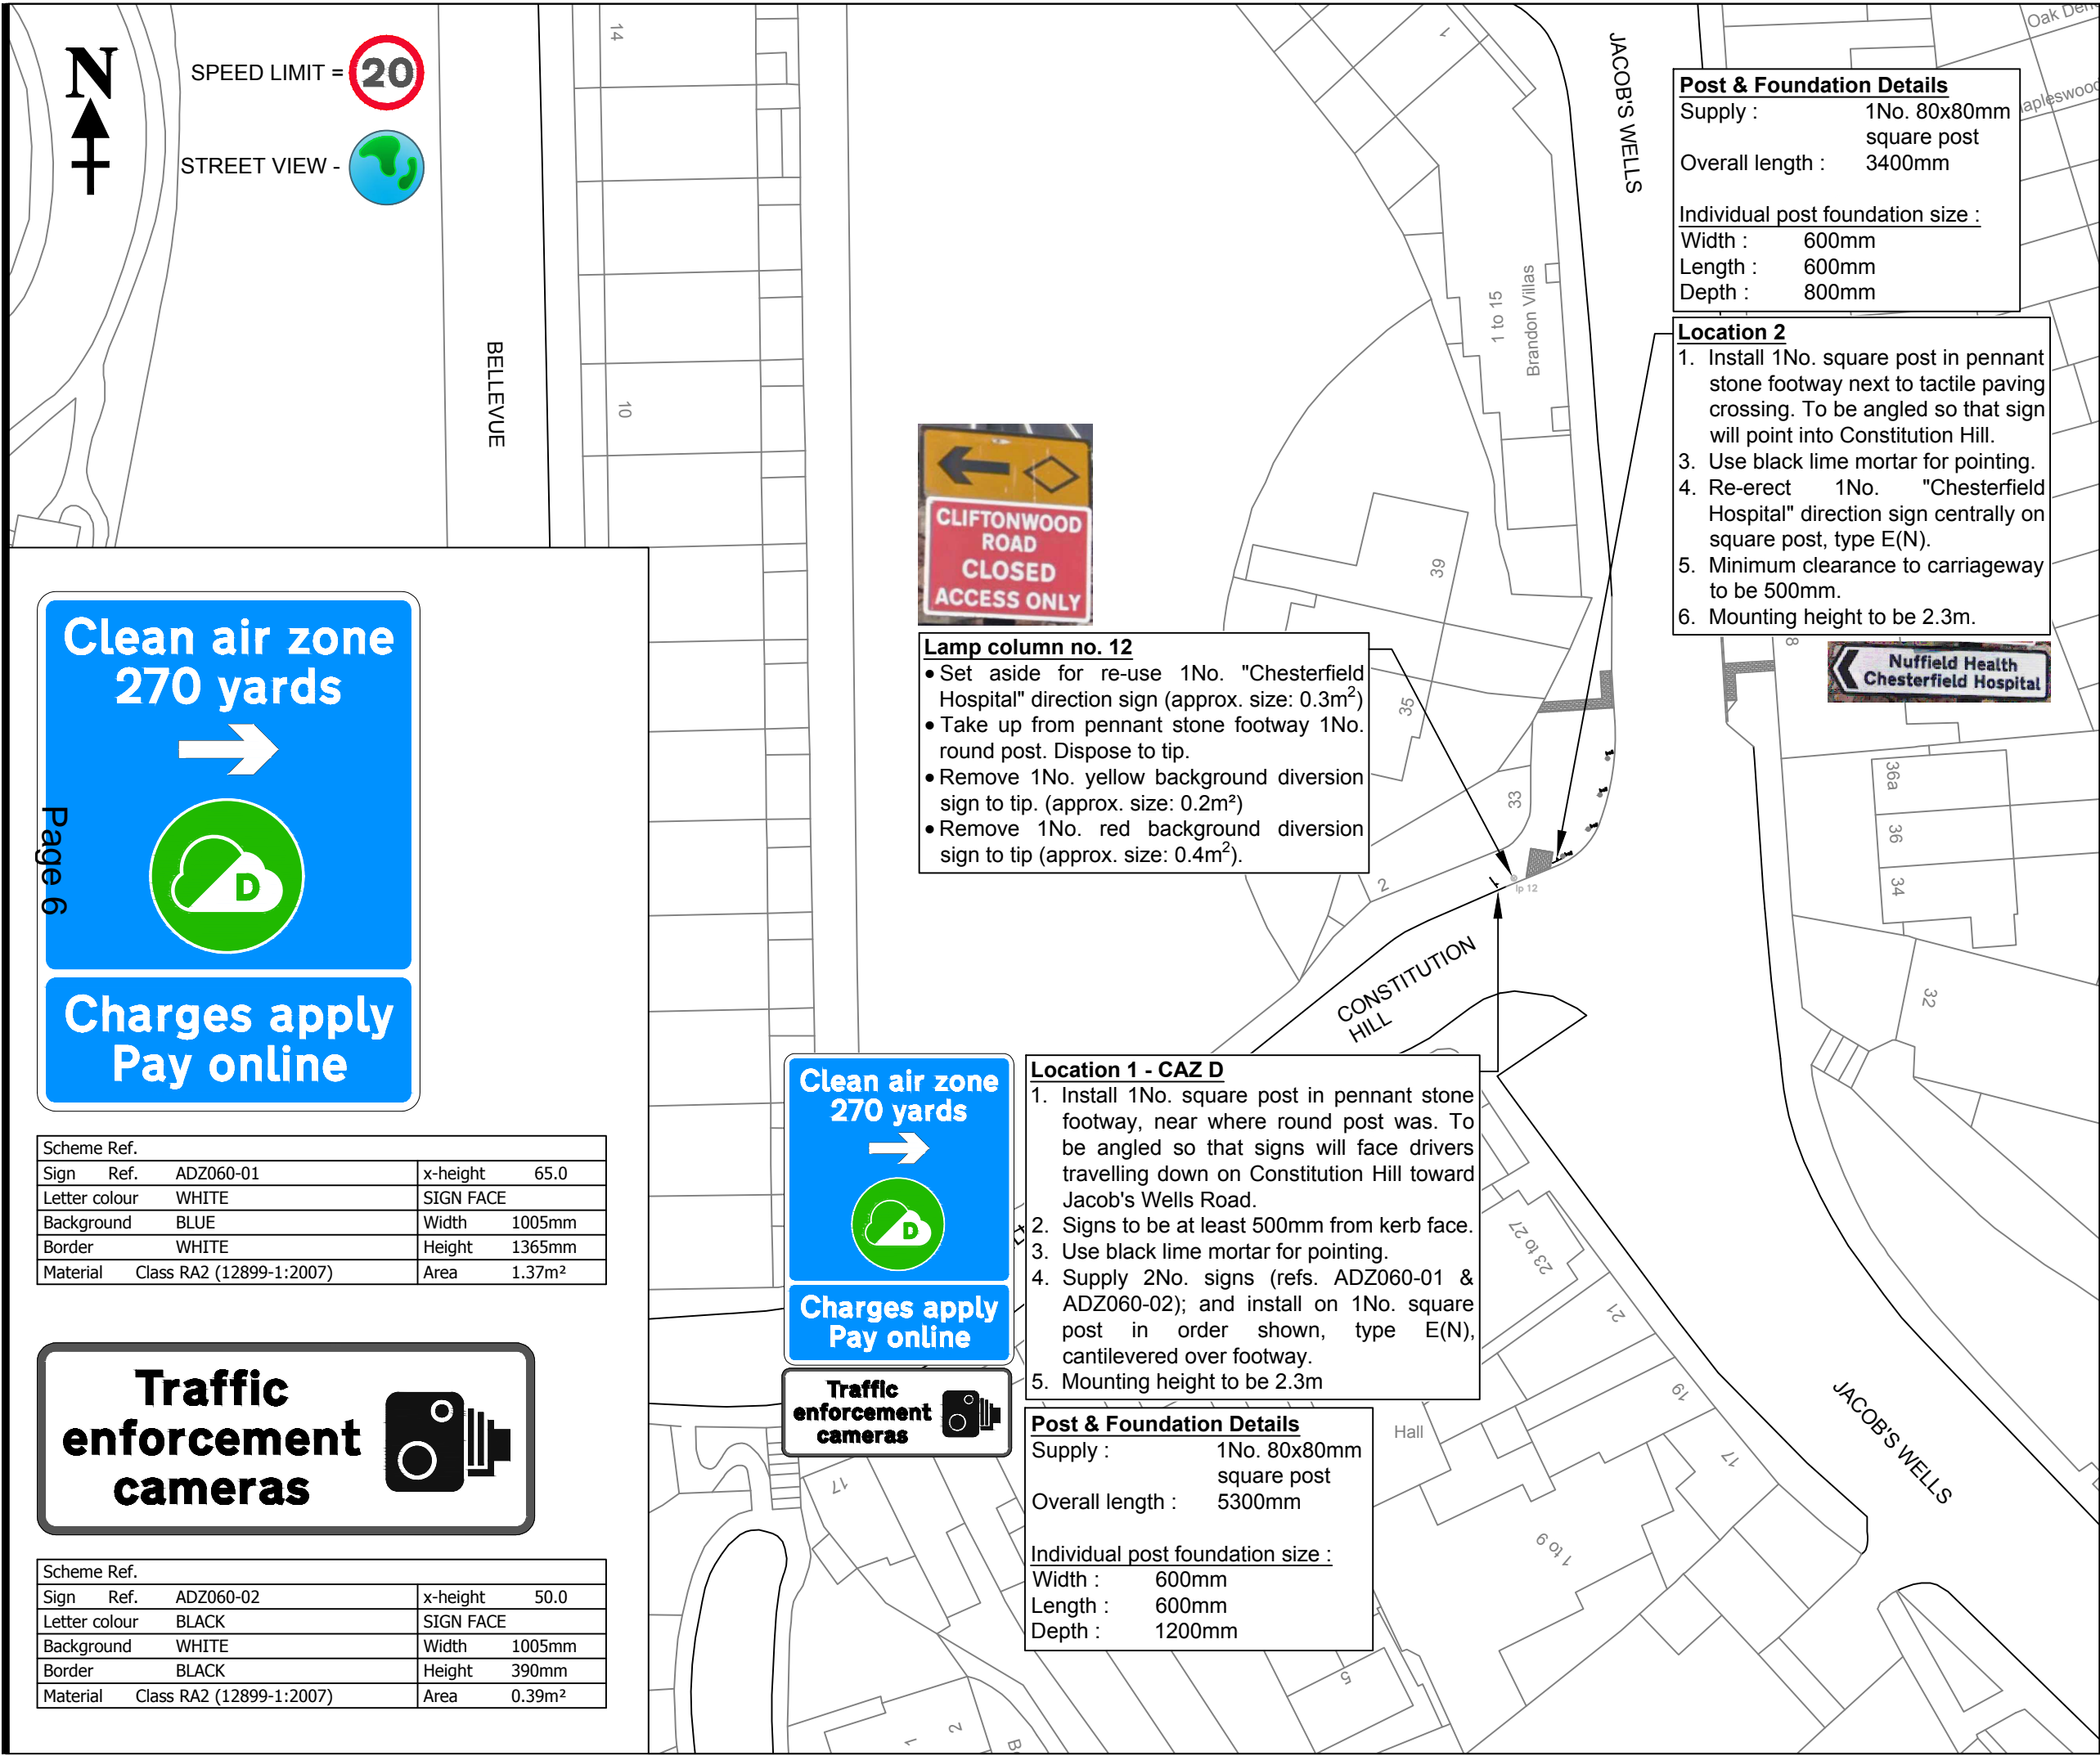 N
SPEED LIMIT = 20
STREET VIEW -
BELLEVUE
14
10
1
JACOB'S WELLS
Oak Den
apleswood
1 to 15
Brandon Villas
39
35
33
2
lp 12
8
36a
36
34
32
CONSTITUTION
HILL
23 to 27
21
19
17
JACOB'S WELLS
Hall
1 to 9
17
5
2
1
Post & Foundation Details
Supply : 1No. 80x80mm
square post
Overall length : 3400mm
Individual post foundation size :
Width : 600mm
Length : 600mm
Depth : 800mm
Location 2
1. Install 1No. square post in pennant
stone footway next to tactile paving
crossing. To be angled so that sign
will point into Constitution Hill.
3. Use black lime mortar for pointing.
4. Re-erect 1No. "Chesterfield
Hospital" direction sign centrally on
square post, type E(N).
5. Minimum clearance to carriageway
to be 500mm.
6. Mounting height to be 2.3m.
Nuffield Health
Chesterfield Hospital
CLIFTONWOOD
ROAD
CLOSED
ACCESS ONLY
Lamp column no. 12
• Set aside for re-use 1No. "Chesterfield
Hospital" direction sign (approx. size: 0.3m²)
• Take up from pennant stone footway 1No.
round post. Dispose to tip.
• Remove 1No. yellow background diversion
sign to tip. (approx. size: 0.2m²)
• Remove 1No. red background diversion
sign to tip (approx. size: 0.4m²).
Clean air zone
270 yards
D
Charges apply
Pay online
Page 6
Scheme Ref.
Sign Ref. ADZ060-01 x-height 65.0
Letter colour WHITE SIGN FACE
Background BLUE Width 1005mm
Border WHITE Height 1365mm
Material Class RA2 (12899-1:2007) Area 1.37m²
Traffic
enforcement
cameras
Scheme Ref.
Sign Ref. ADZ060-02 x-height 50.0
Letter colour BLACK SIGN FACE
Background WHITE Width 1005mm
Border BLACK Height 390mm
Material Class RA2 (12899-1:2007) Area 0.39m²
Clean air zone
270 yards
D
Charges apply
Pay online
Traffic
enforcement
cameras
Location 1 - CAZ D
1. Install 1No. square post in pennant stone
footway, near where round post was. To
be angled so that signs will face drivers
travelling down on Constitution Hill toward
Jacob's Wells Road.
2. Signs to be at least 500mm from kerb face.
3. Use black lime mortar for pointing.
4. Supply 2No. signs (refs. ADZ060-01 &
ADZ060-02); and install on 1No. square
post in order shown, type E(N),
cantilevered over footway.
5. Mounting height to be 2.3m
Post & Foundation Details
Supply : 1No. 80x80mm
square post
Overall length : 5300mm
Individual post foundation size :
Width : 600mm
Length : 600mm
Depth : 1200mm